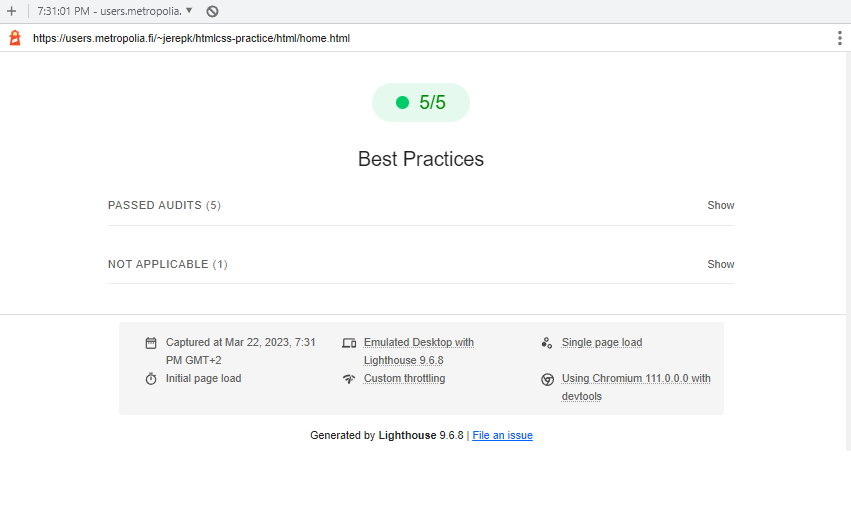 7:31:01 PM - users.metropolia.
https://users.metropolia.fi/~jerepk/htmlcss-practice/html/home.html
5/5
Best Practices
PASSED AUDITS (5) Show
NOT APPLICABLE (1) Show
Captured at Mar 22, 2023, 7:31
PM GMT+2
Emulated Desktop with
Lighthouse 9.6.8
Single page load
Initial page load
Custom throttling
Using Chromium 111.0.0.0 with
devtools
Generated by Lighthouse 9.6.8 | File an issue